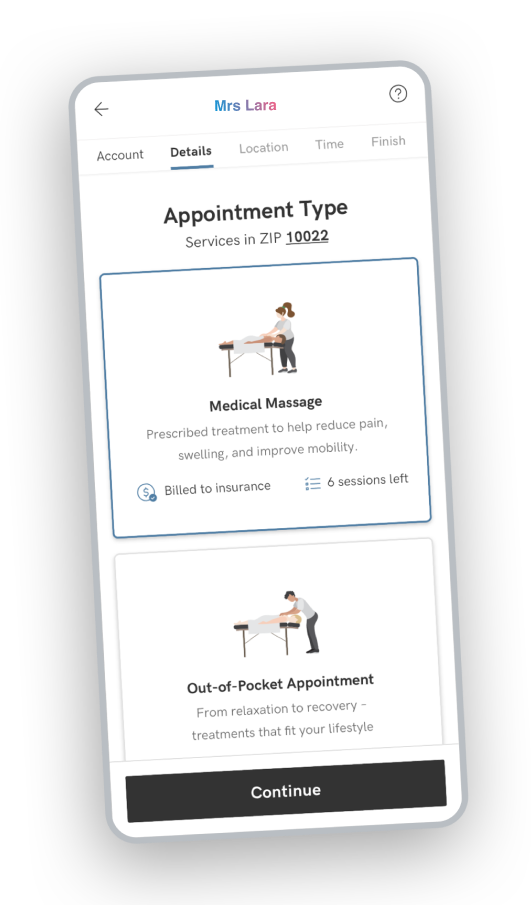 Mrs Lara
Account Details Location Time Finish
Appointment Type
Services in ZIP 10022
Medical Massage
Prescribed treatment to help reduce pain,
swelling, and improve mobility.
Billed to insurance 6 sessions left
Out-of-Pocket Appointment
From relaxation to recovery –
treatments that fit your lifestyle
Continue